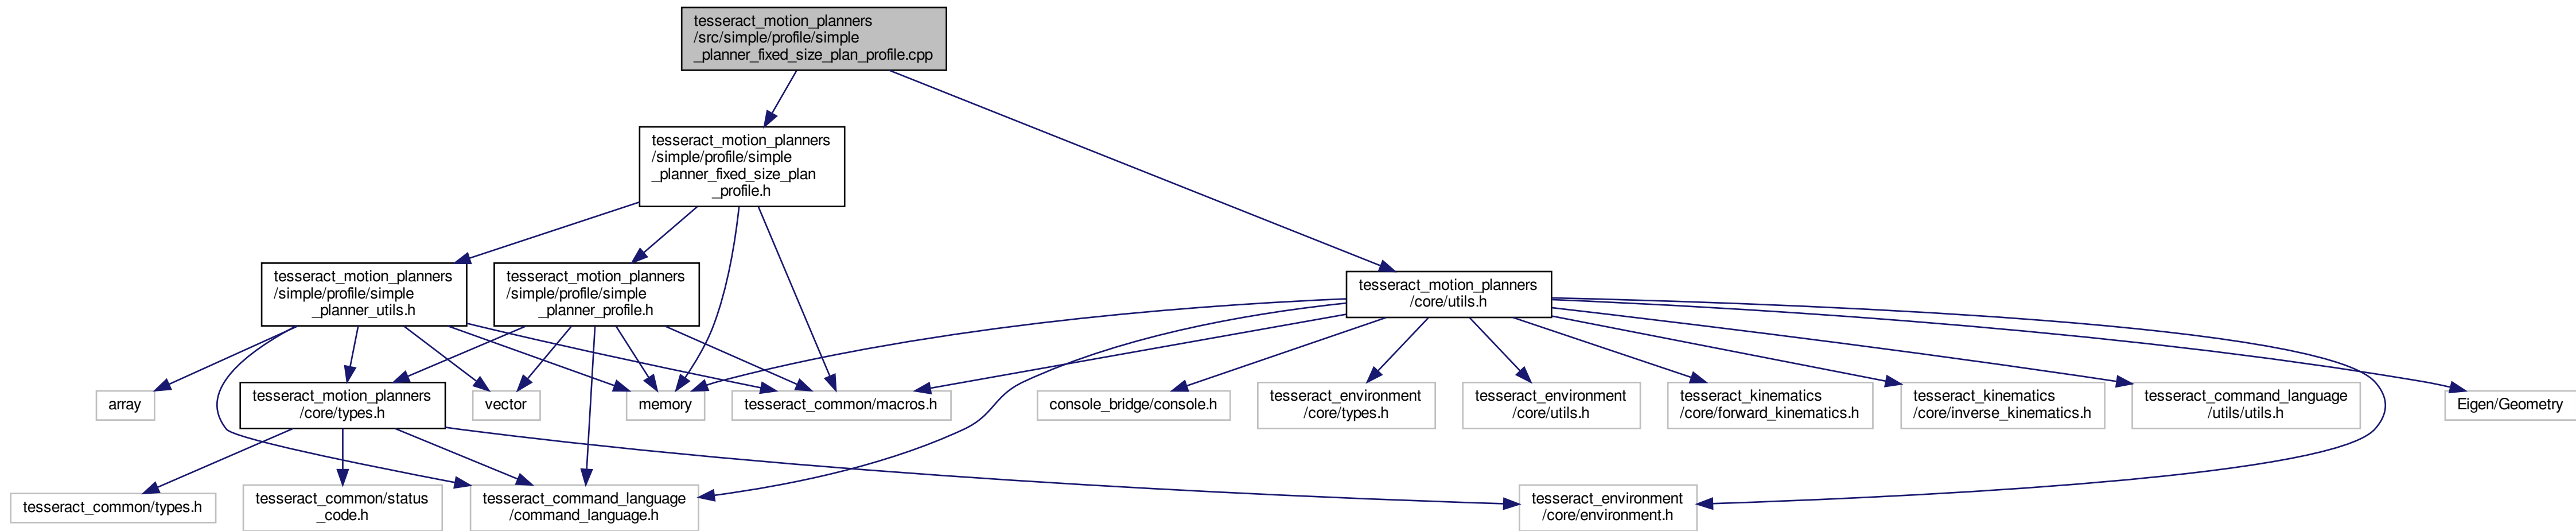 tesseract_motion_planners
/src/simple/profile/simple
_planner_fixed_size_plan_profile.cpp
tesseract_motion_planners
/simple/profile/simple
_planner_fixed_size_plan
_profile.h
tesseract_motion_planners
/simple/profile/simple
_planner_utils.h
tesseract_motion_planners
/simple/profile/simple
_planner_profile.h
tesseract_motion_planners
/core/utils.h
array
tesseract_motion_planners
/core/types.h
vector
memory
tesseract_common/macros.h
console_bridge/console.h
tesseract_environment
/core/types.h
tesseract_environment
/core/utils.h
tesseract_kinematics
/core/forward_kinematics.h
tesseract_kinematics
/core/inverse_kinematics.h
tesseract_command_language
/utils/utils.h
Eigen/Geometry
tesseract_common/types.h
tesseract_common/status
_code.h
tesseract_command_language
/command_language.h
tesseract_environment
/core/environment.h